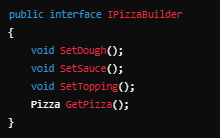 public interface IPizzaBuilder
{
    void SetDough();
    void SetSauce();
    void SetTopping();
    Pizza GetPizza();
}